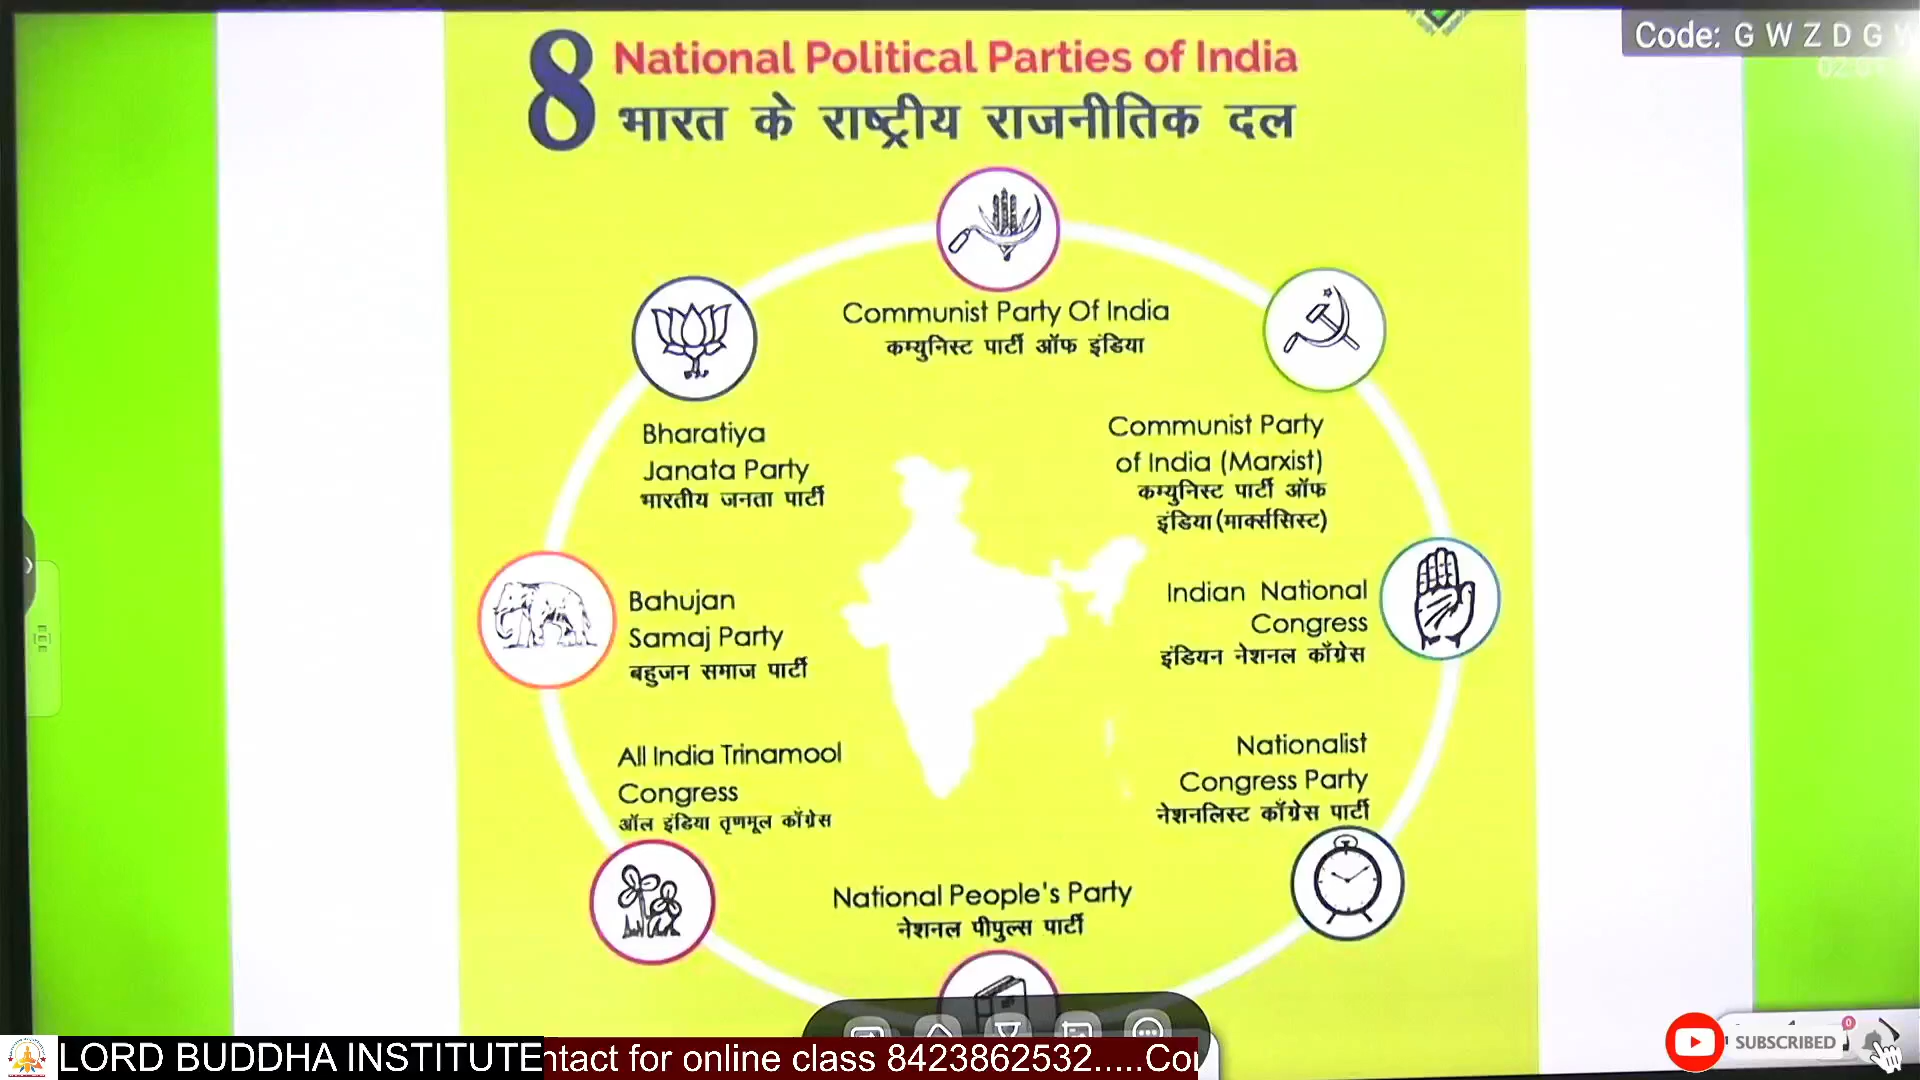 Code: G W Z D G W
8 National Political Parties of India
भारत के राष्ट्रीय राजनीतिक दल
Communist Party Of India
कम्युनिस्ट पार्टी ऑफ इंडिया
Bharatiya
Janata Party
भारतीय जनता पार्टी
Communist Party
of India (Marxist)
कम्युनिस्ट पार्टी ऑफ
इंडिया (मार्क्ससिस्ट)
Bahujan
Samaj Party
बहुजन समाज पार्टी
Indian National
Congress
इंडियन नेशनल काँग्रेस
All India Trinamool
Congress
ऑल इंडिया तृणमूल काँग्रेस
Nationalist
Congress Party
नेशनलिस्ट काँग्रेस पार्टी
National People's Party
नेशनल पीपुल्स पार्टी
LORD BUDDHA INSTITUTE
ntact for online class 8423862532.....Co
SUBSCRIBED